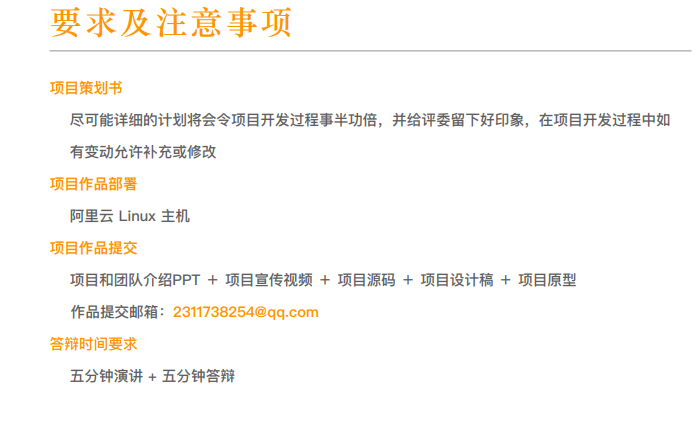 要求及注意事项
项目策划书
尽可能详细的计划将会令项目开发过程事半功倍，并给评委留下好印象，在项目开发过程中如
有变动允许补充或修改
项目作品部署
阿里云 Linux 主机
项目作品提交
项目和团队介绍PPT ＋ 项目宣传视频 ＋ 项目源码 ＋ 项目设计稿 ＋ 项目原型
作品提交邮箱：2311738254@qq.com
答辩时间要求
五分钟演讲 + 五分钟答辩